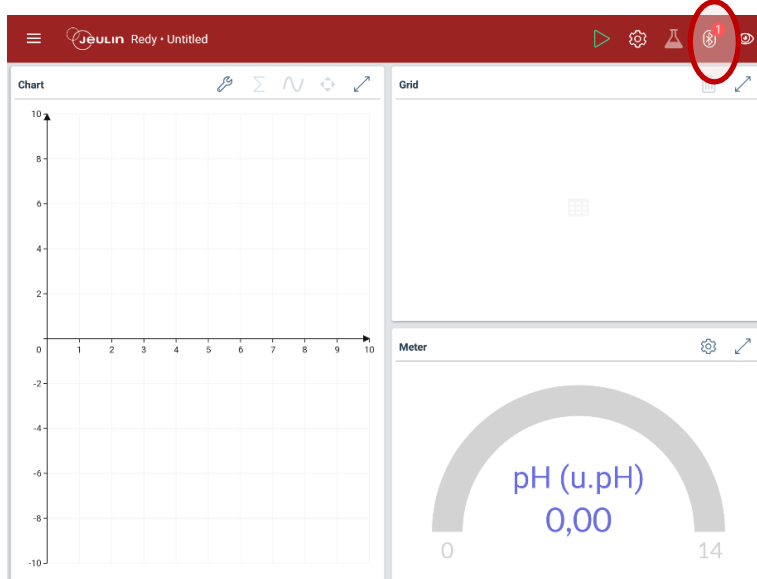 Jeulin Redy • Untitled
1
Chart
Grid
10
8
6
4
2
0 1 2 3 4 5 6 7 8 9 10
-2
-4
-6
-8
-10
Meter
pH (u.pH)
0,00
0 14